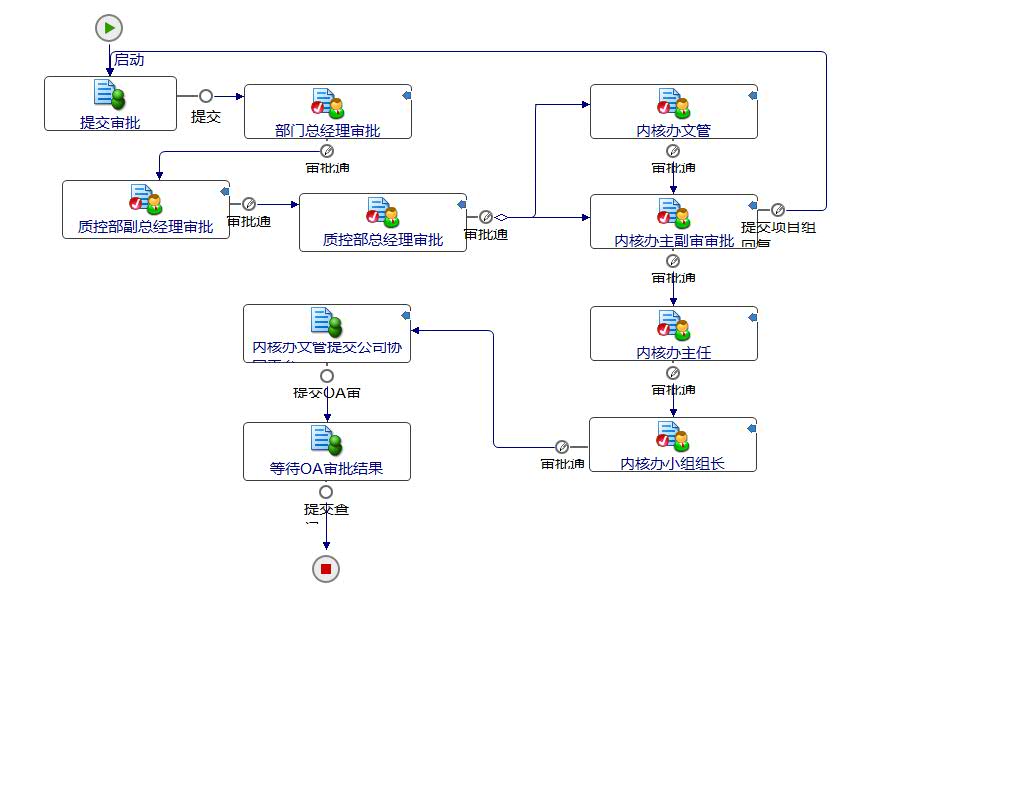 启动
提交审批
提交
部门总经理审批
审批通
质控部副总经理审批
审批通
质控部总经理审批
审批通
内核办文管
审批通
内核办主副审审批
提交项目组
回复
审批通
内核办主任
审批通
内核办小组组长
审批通
内核办文管提交公司协
提交OA审
等待OA审批结果
提交查